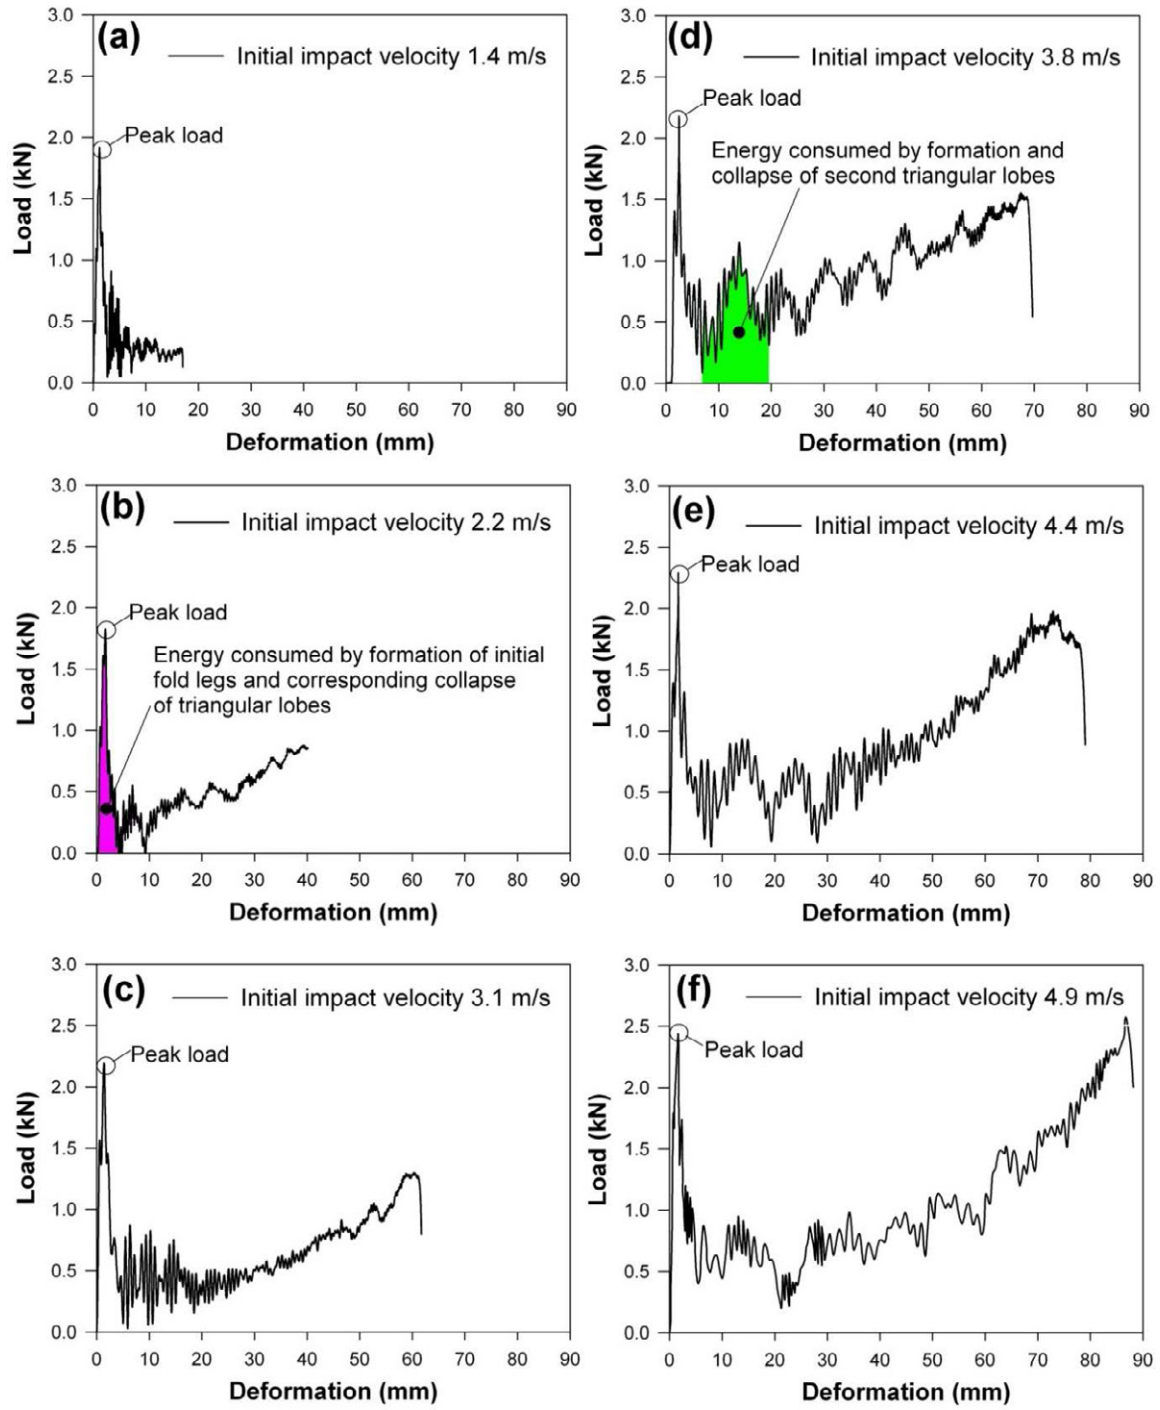 (a)
Initial impact velocity 1.4 m/s
Peak load
Load (kN)
3.0
2.5
2.0
1.5
1.0
0.5
0.0
0 10 20 30 40 50 60 70 80 90
Deformation (mm)
(d)
Initial impact velocity 3.8 m/s
Peak load
Energy consumed by formation and
collapse of second triangular lobes
Load (kN)
3.0
2.5
2.0
1.5
1.0
0.5
0.0
0 10 20 30 40 50 60 70 80 90
Deformation (mm)
(b)
Initial impact velocity 2.2 m/s
Peak load
Energy consumed by formation of initial
fold legs and corresponding collapse
of triangular lobes
Load (kN)
3.0
2.5
2.0
1.5
1.0
0.5
0.0
0 10 20 30 40 50 60 70 80 90
Deformation (mm)
(e)
Initial impact velocity 4.4 m/s
Peak load
Load (kN)
3.0
2.5
2.0
1.5
1.0
0.5
0.0
0 10 20 30 40 50 60 70 80 90
Deformation (mm)
(c)
Initial impact velocity 3.1 m/s
Peak load
Load (kN)
3.0
2.5
2.0
1.5
1.0
0.5
0.0
0 10 20 30 40 50 60 70 80 90
Deformation (mm)
(f)
Initial impact velocity 4.9 m/s
Peak load
Load (kN)
3.0
2.5
2.0
1.5
1.0
0.5
0.0
0 10 20 30 40 50 60 70 80 90
Deformation (mm)